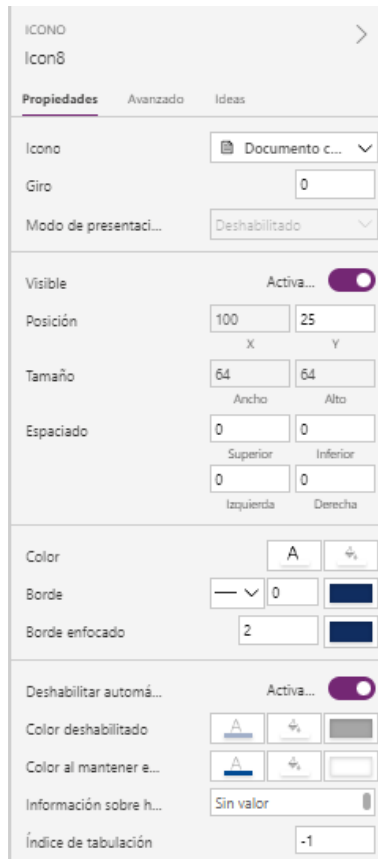 ICONO
Icon8
Propiedades Avanzado Ideas
Icono Documento c...
Giro 0
Modo de presentaci... Deshabilitado
Visible Activa...
Posición 100 25
X Y
Tamaño 64 64
Ancho Alto
Espaciado 0 0
Superior Inferior
0 0
Izquierda Derecha
Color A
Borde 0
Borde enfocado 2
Deshabilitar automá... Activa...
Color deshabilitado A
Color al mantener e... A
Información sobre h... Sin valor
Índice de tabulación -1